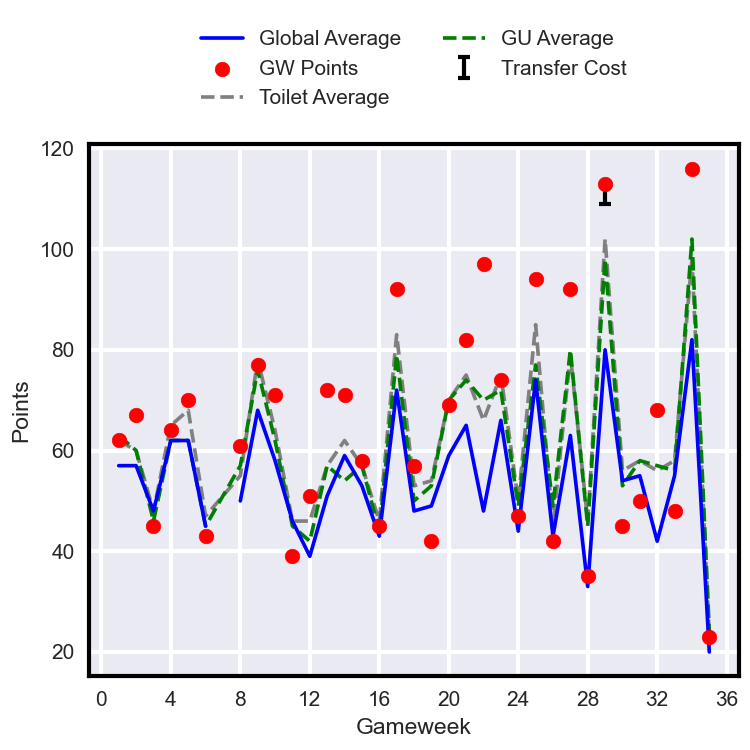 Global Average GU Average
GW Points Transfer Cost
Toilet Average
120
100
80
60
40
20
Points
0 4 8 12 16 20 24 28 32 36
Gameweek